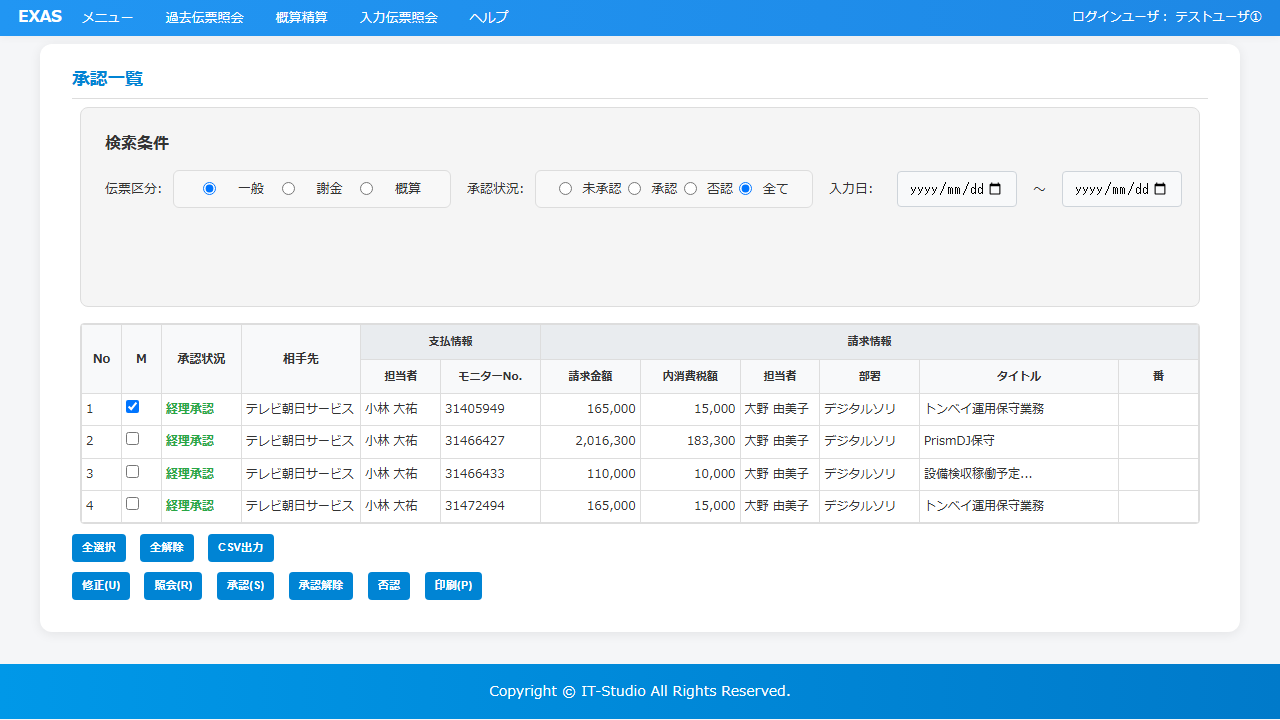 EXAS メニュー 過去伝票照会 概算精算 入力伝票照会 ヘルプ ログインユーザ： テストユーザ①
承認一覧
検索条件
伝票区分: 一般 謝金 概算 承認状況: 未承認 承認 否認 全て 入力日: yyyy/mm/dd ～ yyyy/mm/dd
No M 承認状況 相手先 支払情報 請求情報
担当者 モニターNo. 請求金額 内消費税額 担当者 部署 タイトル 番
1 経理承認 テレビ朝日サービス 小林 大祐 31405949 165,000 15,000 大野 由美子 デジタルソリ トンベイ運用保守業務
2 経理承認 テレビ朝日サービス 小林 大祐 31466427 2,016,300 183,300 大野 由美子 デジタルソリ PrismDJ保守
3 経理承認 テレビ朝日サービス 小林 大祐 31466433 110,000 10,000 大野 由美子 デジタルソリ 設備検収稼働予定...
4 経理承認 テレビ朝日サービス 小林 大祐 31472494 165,000 15,000 大野 由美子 デジタルソリ トンベイ運用保守業務
全選択 全解除 CSV出力
修正(U) 照会(R) 承認(S) 承認解除 否認 印刷(P)
Copyright © IT-Studio All Rights Reserved.